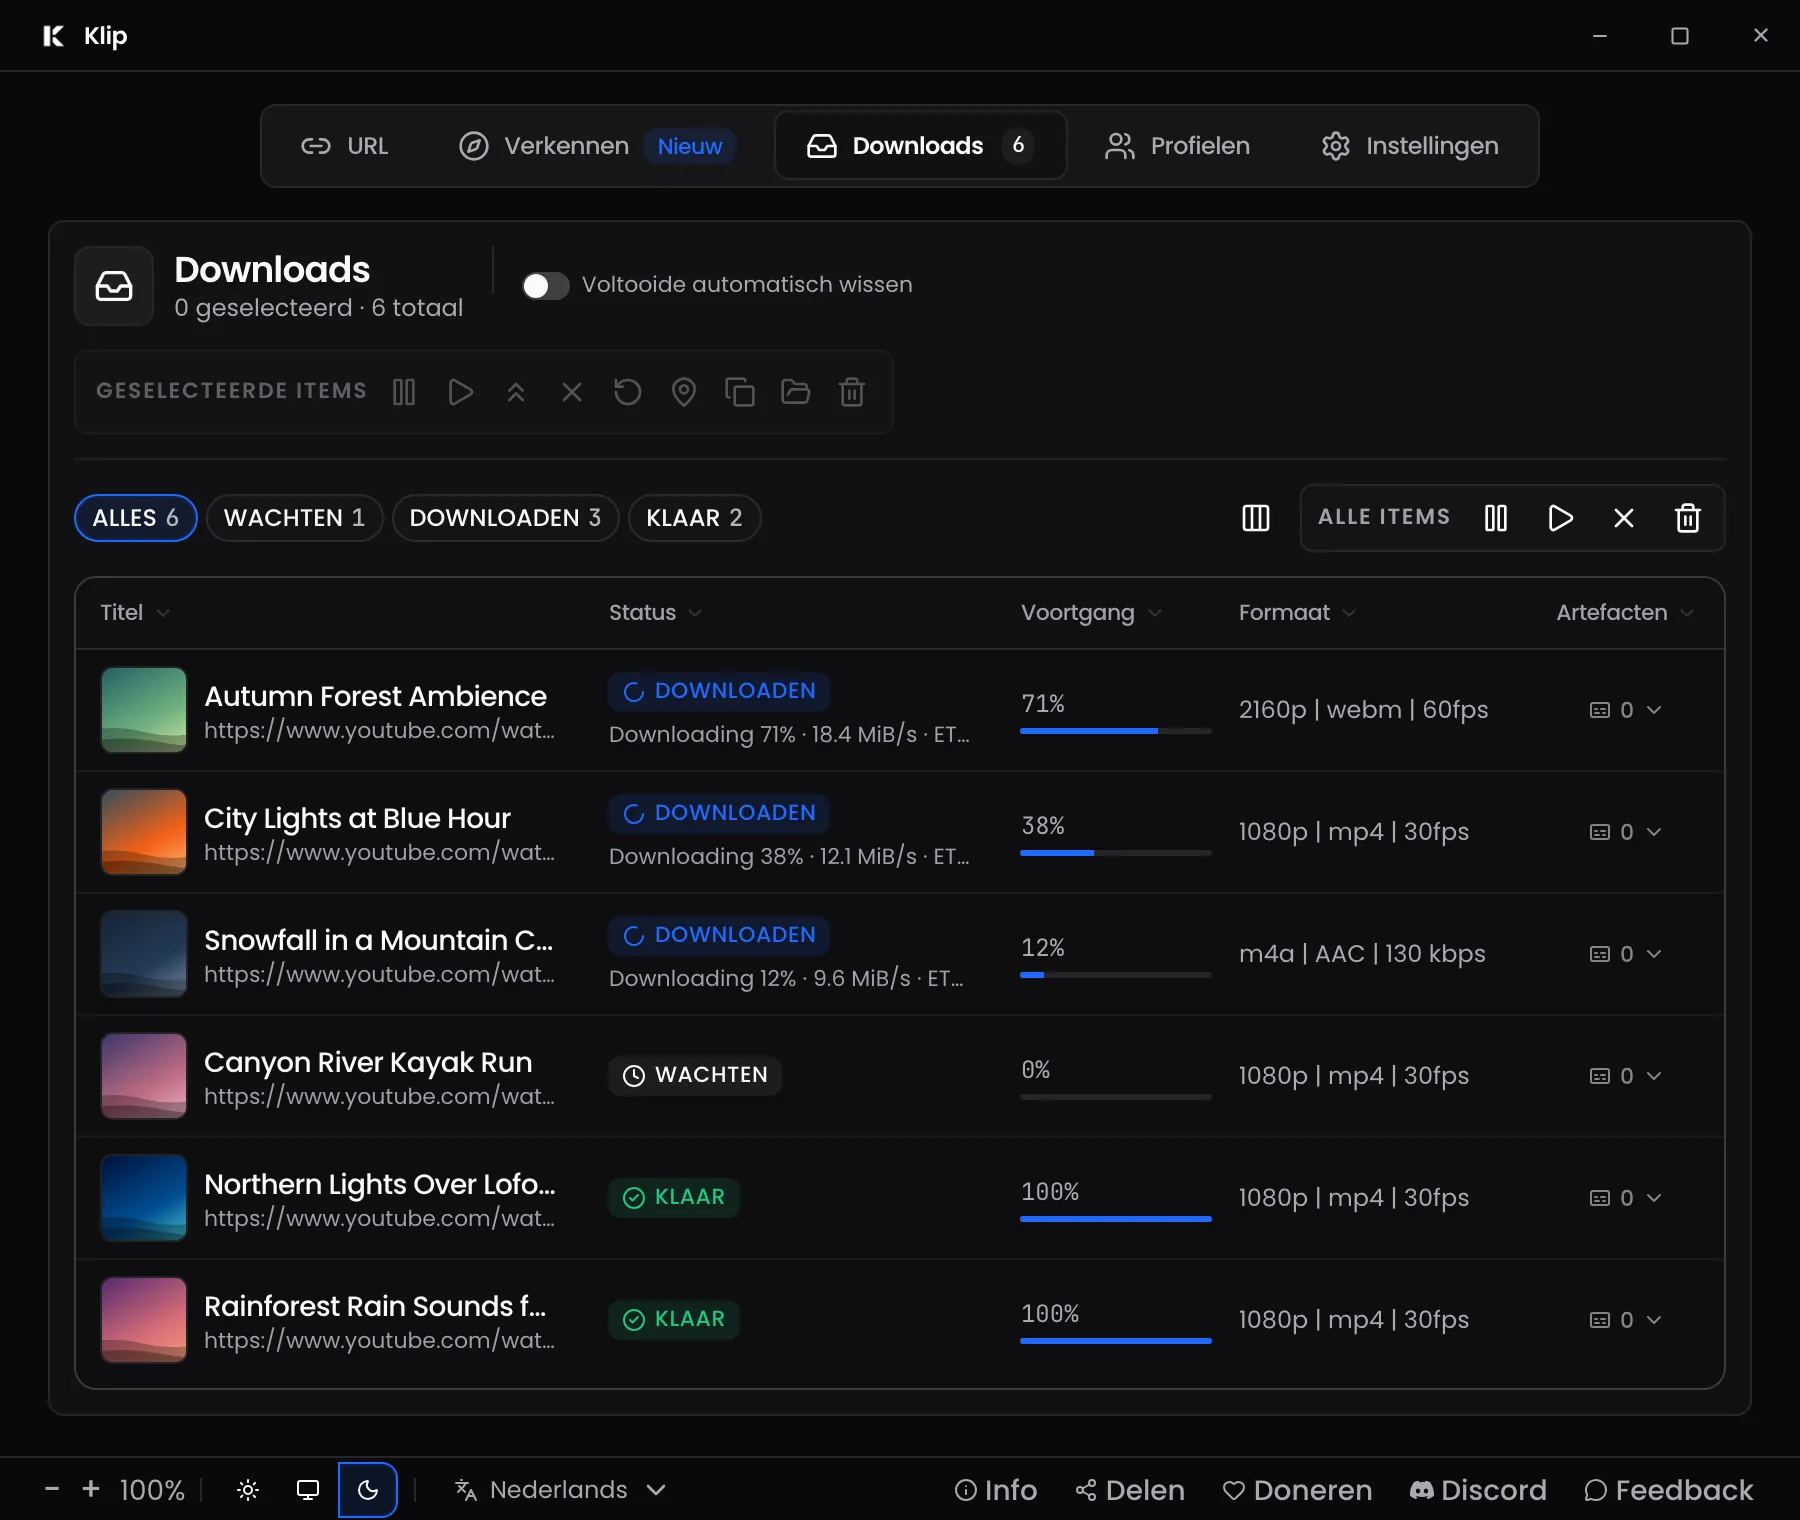 Klip
URL
Verkennen Nieuw
Downloads 6
Profielen
Instellingen
Downloads
0 geselecteerd · 6 totaal
Voltooide automatisch wissen
GESELECTEERDE ITEMS
ALLES 6
WACHTEN 1
DOWNLOADEN 3
KLAAR 2
ALLE ITEMS
Titel Status Voortgang Formaat Artefacten
Autumn Forest Ambience
https://www.youtube.com/wat...
DOWNLOADEN
Downloading 71% · 18.4 MiB/s · ET...
71%
2160p | webm | 60fps
0
City Lights at Blue Hour
https://www.youtube.com/wat...
DOWNLOADEN
Downloading 38% · 12.1 MiB/s · ET...
38%
1080p | mp4 | 30fps
0
Snowfall in a Mountain C...
https://www.youtube.com/wat...
DOWNLOADEN
Downloading 12% · 9.6 MiB/s · ET...
12%
m4a | AAC | 130 kbps
0
Canyon River Kayak Run
https://www.youtube.com/wat...
WACHTEN
0%
1080p | mp4 | 30fps
0
Northern Lights Over Lofo...
https://www.youtube.com/wat...
KLAAR
100%
1080p | mp4 | 30fps
0
Rainforest Rain Sounds f...
https://www.youtube.com/wat...
KLAAR
100%
1080p | mp4 | 30fps
0
100%
Nederlands
Info
Delen
Doneren
Discord
Feedback